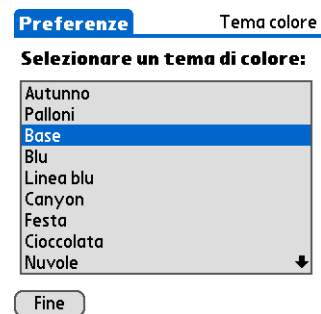 Preferenze Tema colore
Selezionare un tema di colore:
Autunno
Palloni
Base
Blu
Linea blu
Canyon
Festa
Cioccolata
Nuvole
Fine